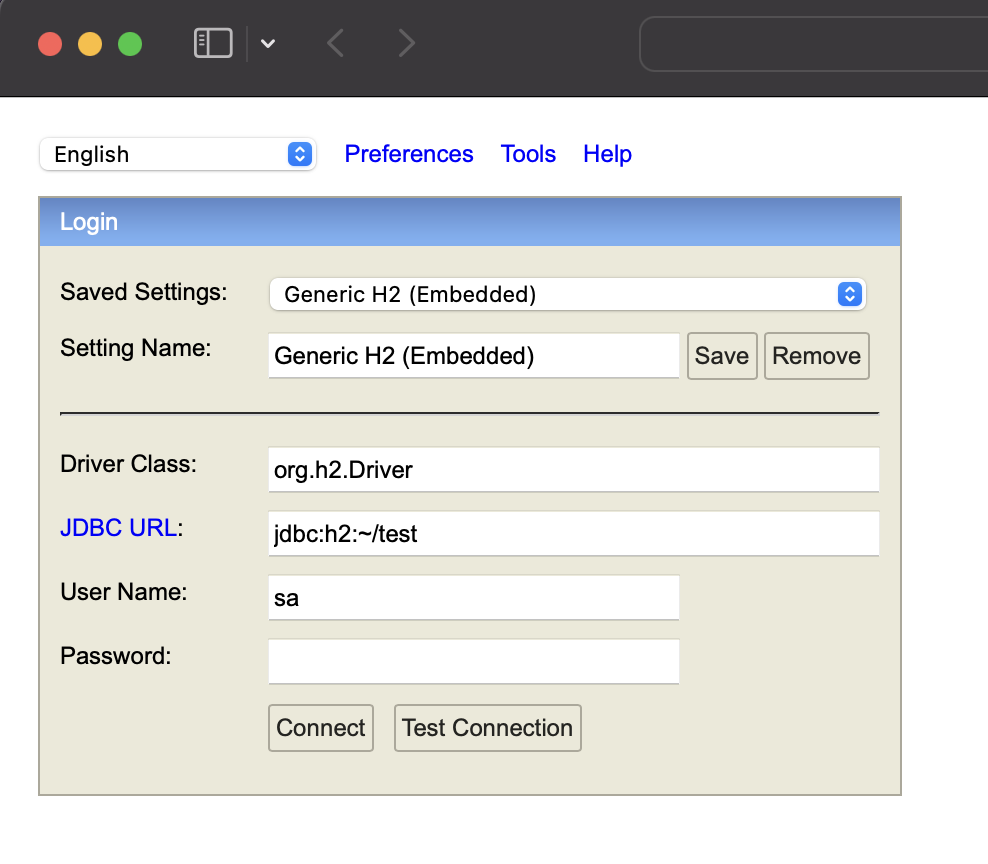 English Preferences Tools Help
Login
Saved Settings: Generic H2 (Embedded)
Setting Name: Generic H2 (Embedded) Save Remove
Driver Class: org.h2.Driver
JDBC URL: jdbc:h2:~/test
User Name: sa
Password:
Connect Test Connection